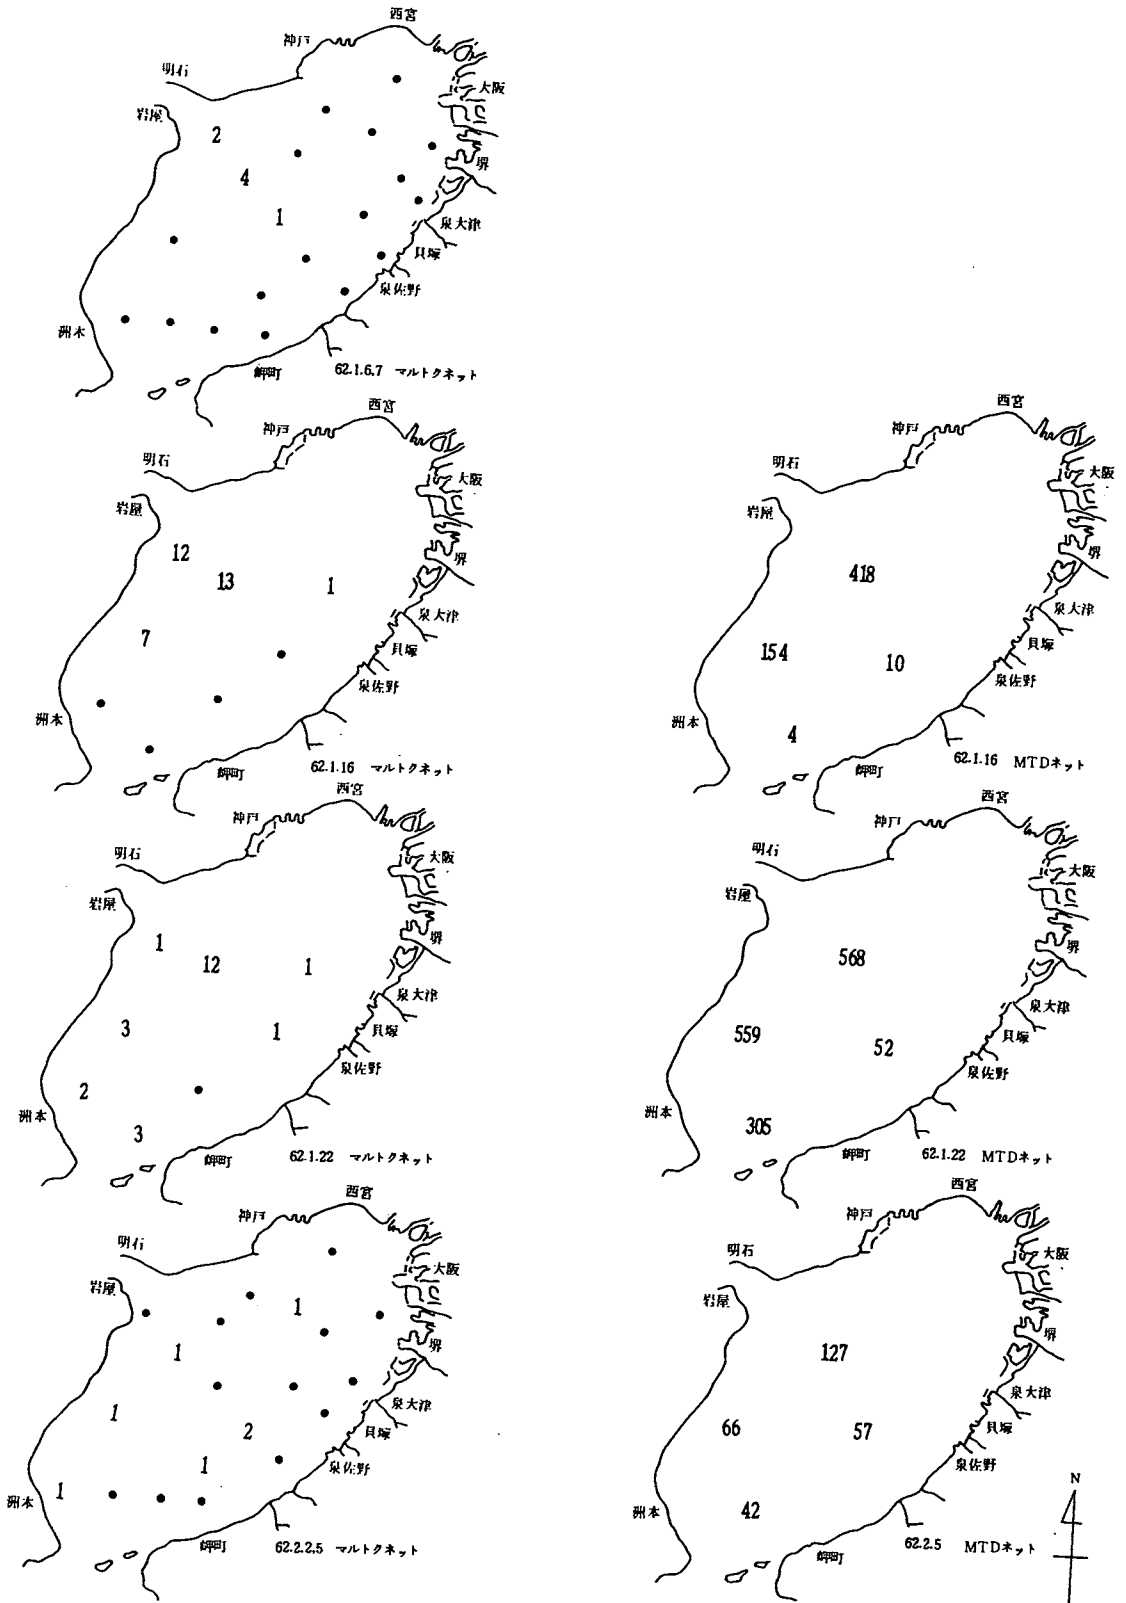 西宮
神戸
明石
大阪
岩屋
2
堺
4
1
泉大津
貝塚
泉佐野
洲本
岬町
62.1.6.7 マルトクネット
西宮
神戸
明石
大阪
岩屋
12
堺
13
1
泉大津
7
貝塚
泉佐野
洲本
岬町
62.1.16 マルトクネット
西宮
神戸
明石
大阪
岩屋
堺
418
泉大津
貝塚
154
10
泉佐野
洲本
4
岬町
62.1.16 MTDネット
西宮
神戸
明石
大阪
岩屋
1
堺
12
1
泉大津
3
1
貝塚
泉佐野
2
洲本
3
岬町
62.1.22 マルトクネット
西宮
神戸
明石
大阪
岩屋
堺
568
泉大津
559
貝塚
52
泉佐野
洲本
305
岬町
62.1.22 MTDネット
西宮
神戸
明石
大阪
岩屋
1
堺
1
泉大津
1
2
貝塚
1
泉佐野
1
洲本
岬町
62.2.2,5 マルトクネット
西宮
神戸
明石
大阪
岩屋
堺
127
泉大津
66
貝塚
57
泉佐野
N
洲本
42
岬町
62.2.5 MTDネット